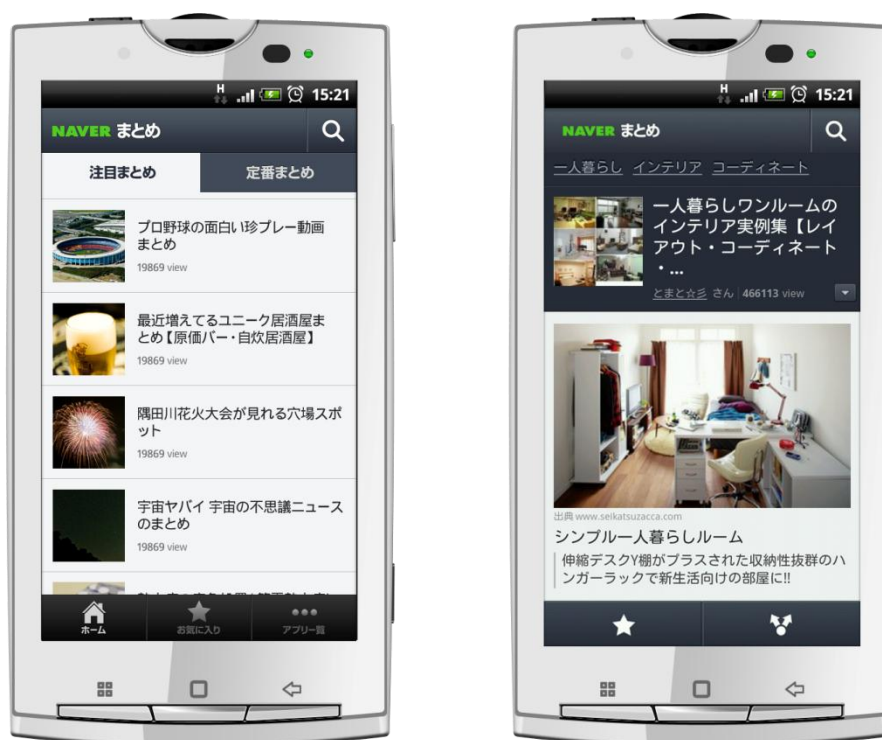 H
15:21
NAVER まとめ
注目まとめ
定番まとめ
プロ野球の面白い珍プレー動画
まとめ
19869 view
最近増えてるユニーク居酒屋ま
とめ【原価バー・自炊居酒屋】
19869 view
隅田川花火大会が見れる穴場スポ
ット
19869 view
宇宙ヤバイ 宇宙の不思議ニュース
のまとめ
19869 view
ホーム
お気に入り
アプリ一覧
H
15:21
NAVER まとめ
一人暮らし インテリア コーディネート
一人暮らしワンルームの
インテリア実例集【レイ
アウト・コーディネート
・...
とまと☆彡 さん 466113 view
出典 www.seikatsuzacca.com
シンプル一人暮らしルーム
伸縮デスクY棚がプラスされた収納性抜群のハ
ンガーラックで新生活向けの部屋に!!